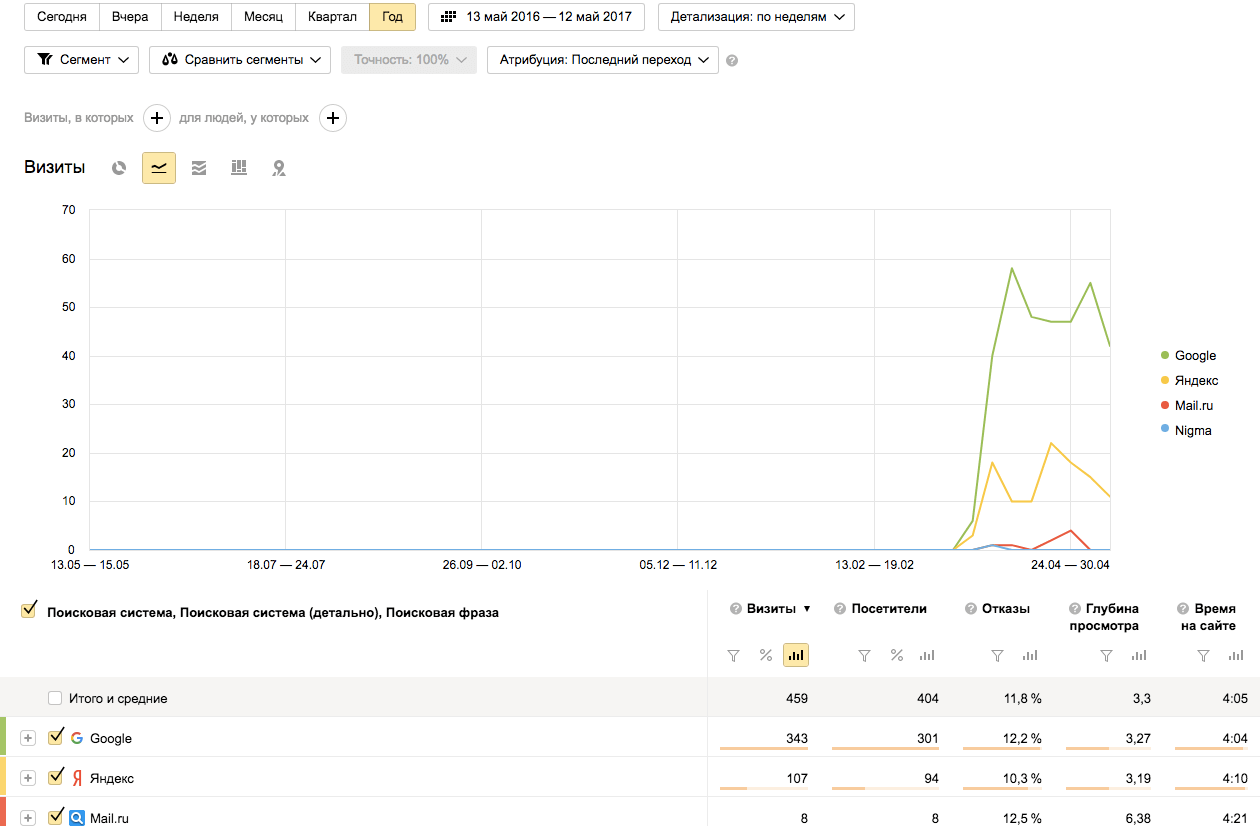 Сегодня Вчера Неделя Месяц Квартал Год 13 май 2016 — 12 май 2017 Детализация: по неделям
Сегмент Сравнить сегменты Точность: 100% Атрибуция: Последний переход ?
Визиты, в которых + для людей, у которых +
Визиты
70
60
50
40
30
20
10
0
Google
Яндекс
Mail.ru
Nigma
13.05 — 15.05 18.07 — 24.07 26.09 — 02.10 05.12 — 11.12 13.02 — 19.02 24.04 — 30.04
Поисковая система, Поисковая система (детально), Поисковая фраза
? Визиты ▼ ? Посетители ? Отказы ? Глубина ? Время
просмотра на сайте
% %
Итого и средние 459 404 11,8 % 3,3 4:05
+ G Google 343 301 12,2 % 3,27 4:04
+ Я Яндекс 107 94 10,3 % 3,19 4:10
+ Mail.ru 8 8 12,5 % 6,38 4:21